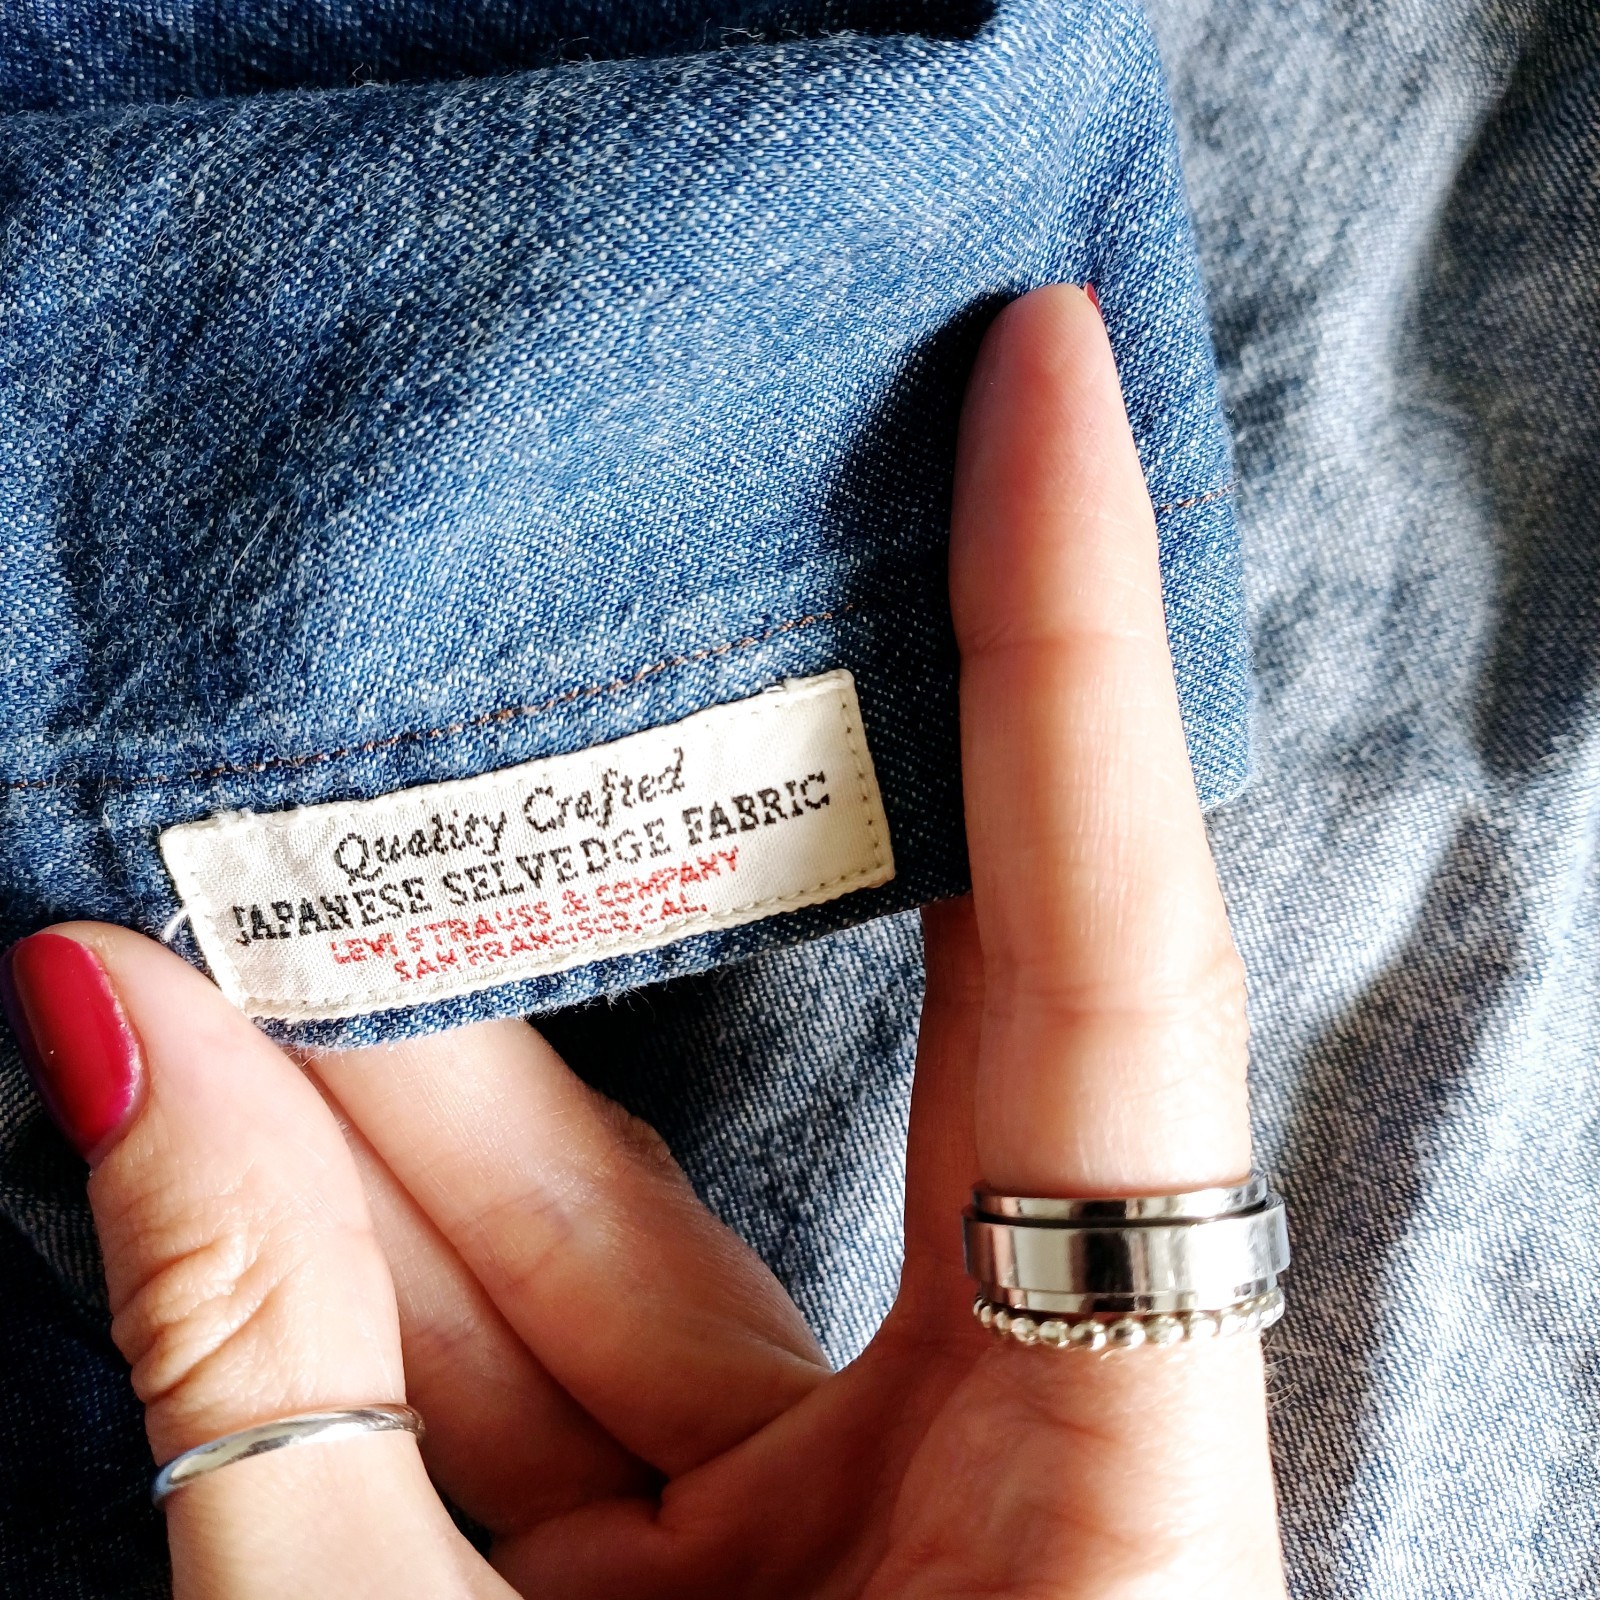 Quality Crafted
JAPANESE SELVEDGE FABRIC
LEVI STRAUSS & COMPANY
SAN FRANCISCO, CAL.